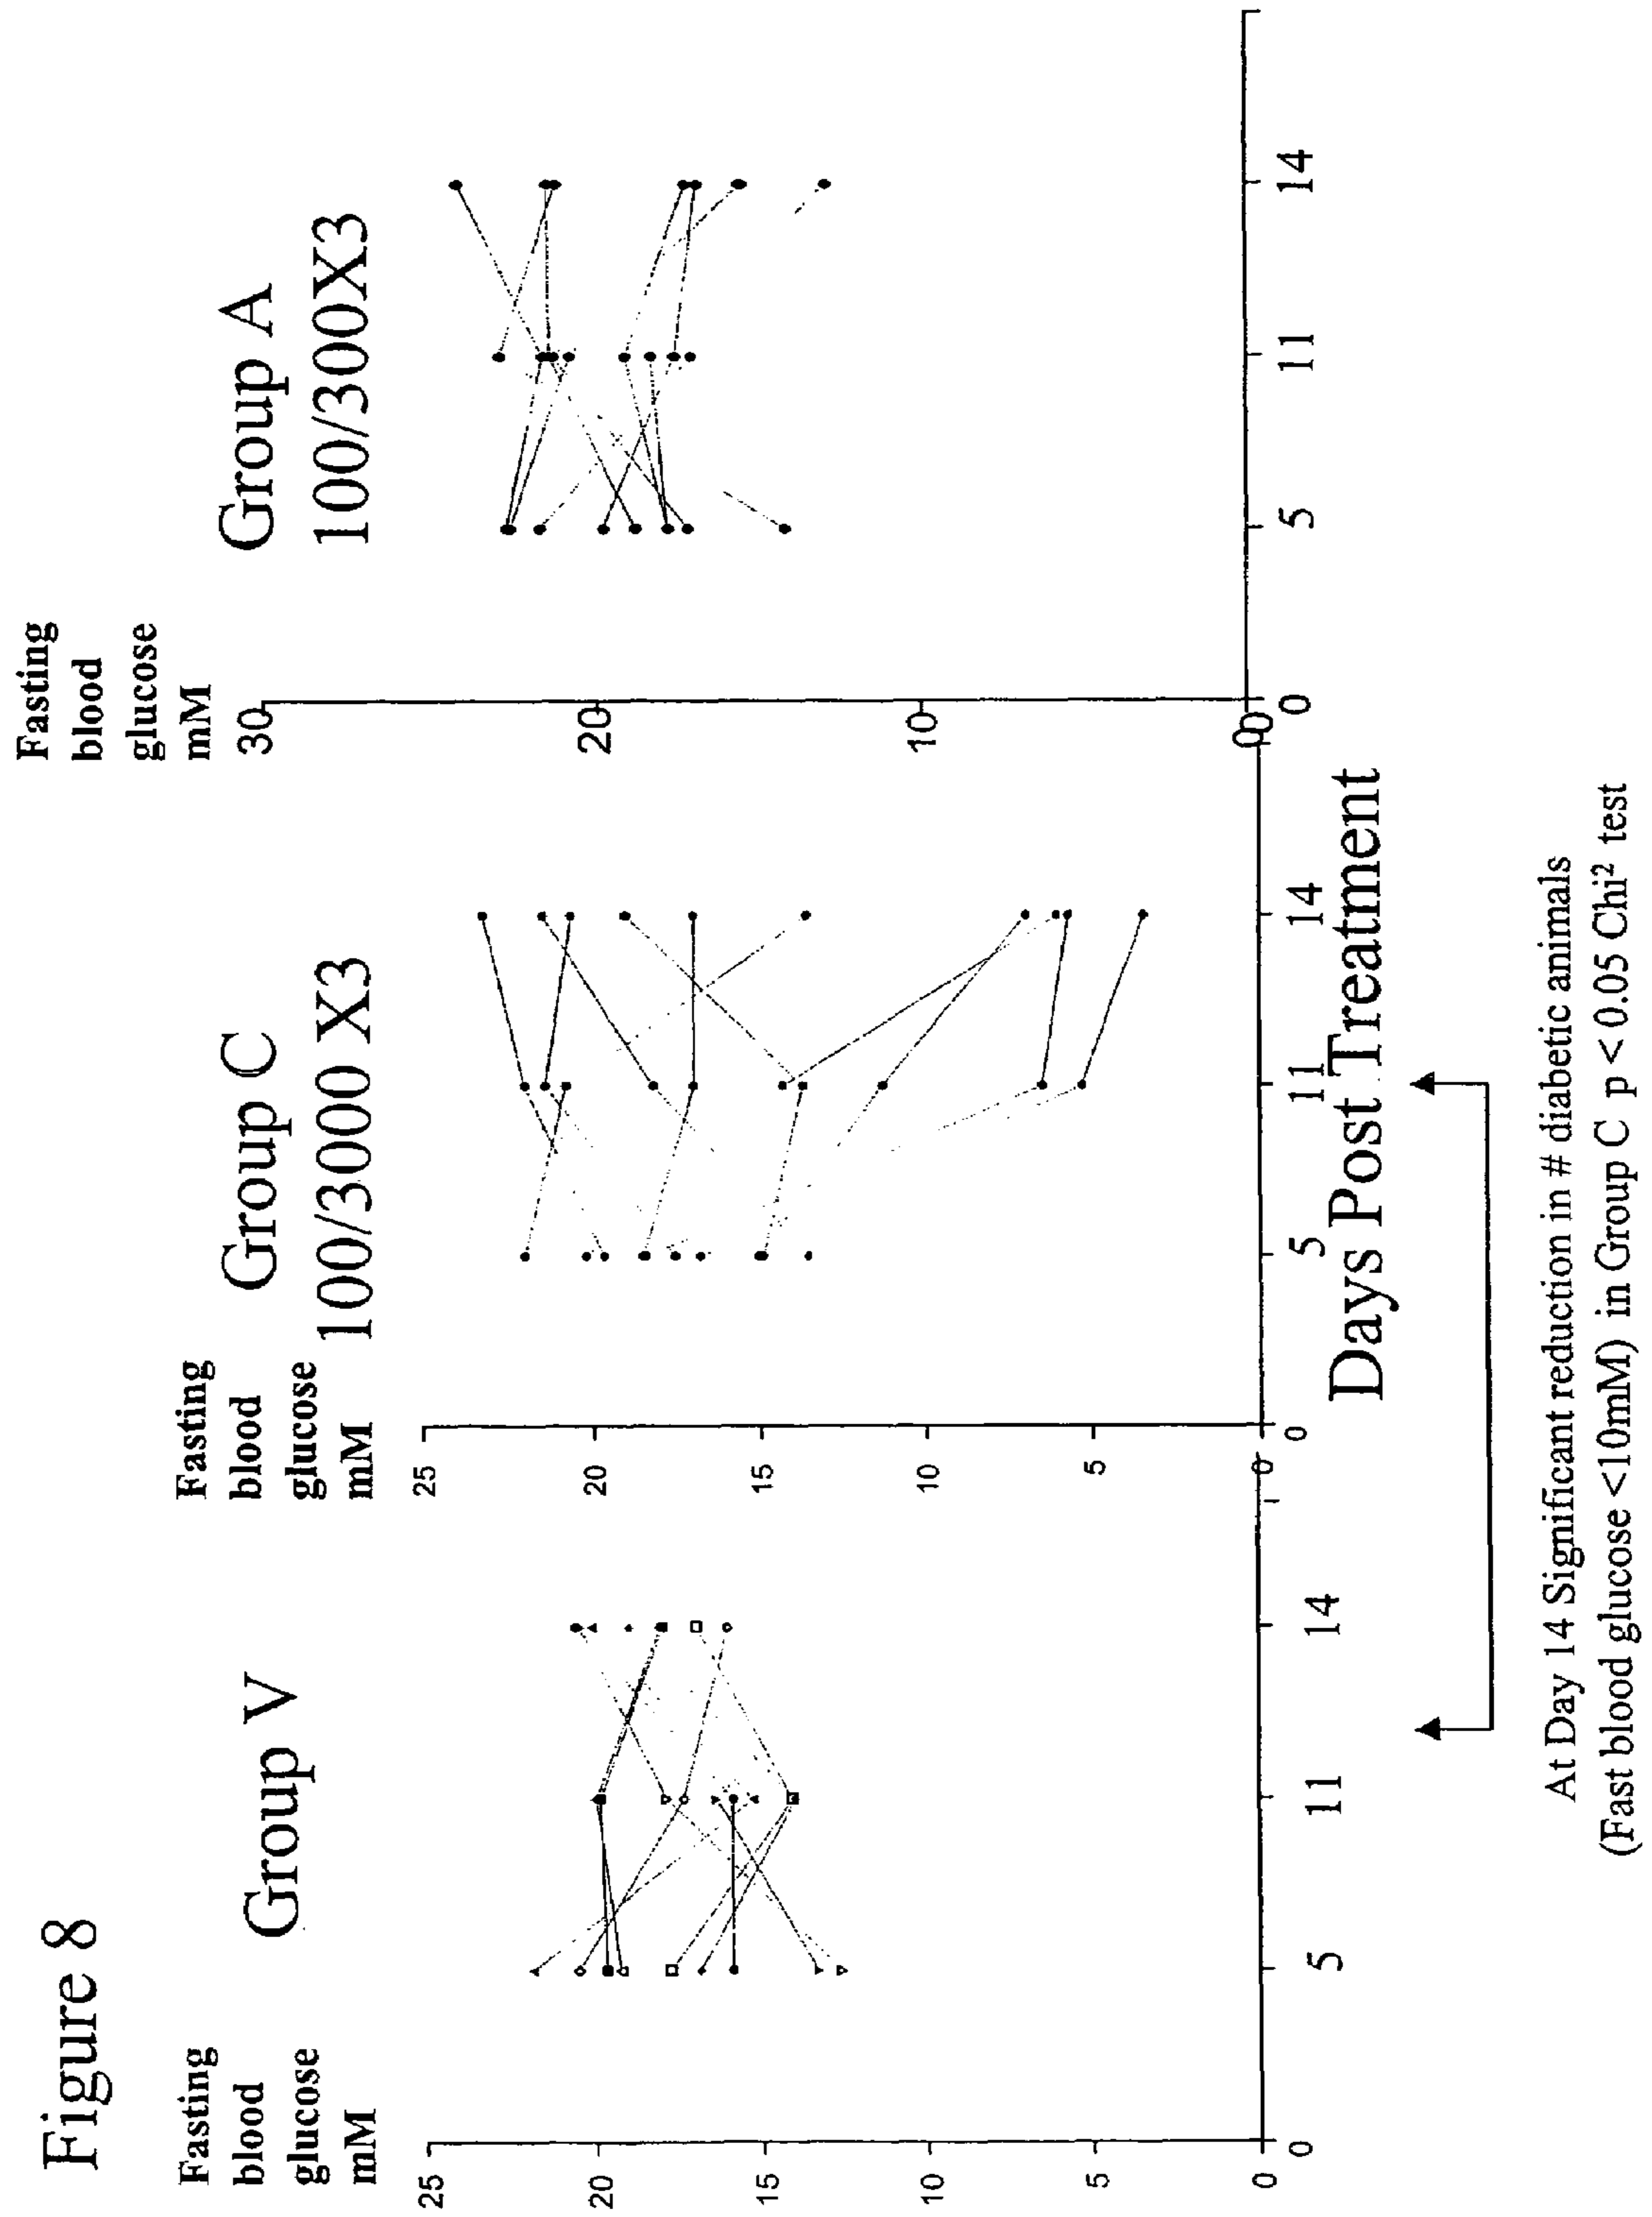 Figure 8
Fasting
blood
glucose
mM
Group V
25
20
15
10
5
0
0
5
11
14
Fasting
blood
glucose
mM
Group C
100/3000 X3
25
20
15
10
5
0
0
5
11
14
Fasting
blood
glucose
mM
Group A
100/300X3
30
20
10
0
0
5
11
14
Days Post Treatment
At Day 14 Significant reduction in # diabetic animals
(Fast blood glucose <10mM) in Group C p < 0.05 Chi² test